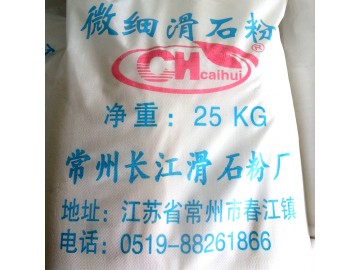 微细滑石粉
CH caihui ®
净重：25 KG
常州长江滑石粉厂
地址：江苏省常州市春江镇
电话：0519-88261866